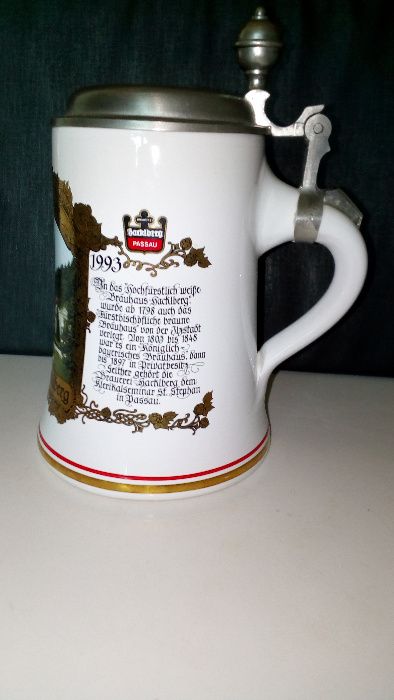 Hacklberg
PASSAU
1993
In das Hochfürstlich weiße
Bräuhaus Hacklberg"
wurde ab 1798 auch das
Fürstbischöfliche braune
Bräuhaus von der Ilzstadt
verlegt. Von 1803 bis 1848
war es ein Königlich-
bayerisches Bräuhaus, dann
bis 1897 in Privatbesitz.
Seither gehört die
Brauerei Hacklberg dem
Klerikalseminar St. Stephan
in Passau.